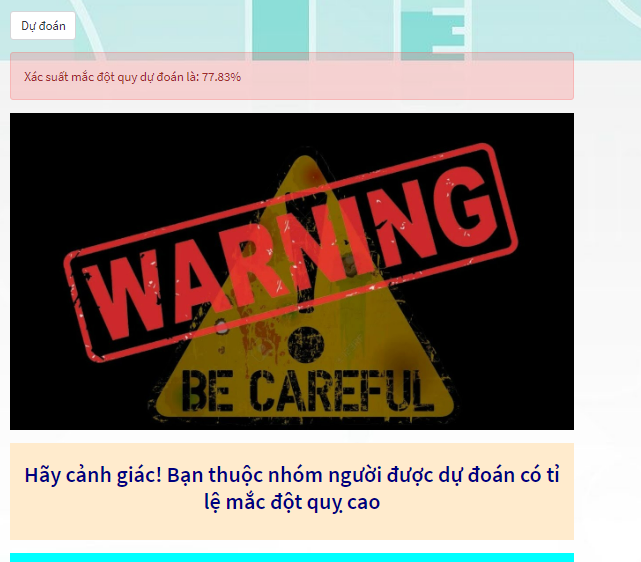 Dự đoán
Xác suất mắc đột quy dự đoán là: 77.83%
WARNING
BE CAREFUL
Hãy cảnh giác! Bạn thuộc nhóm người được dự đoán có tỉ
lệ mắc đột quỵ cao